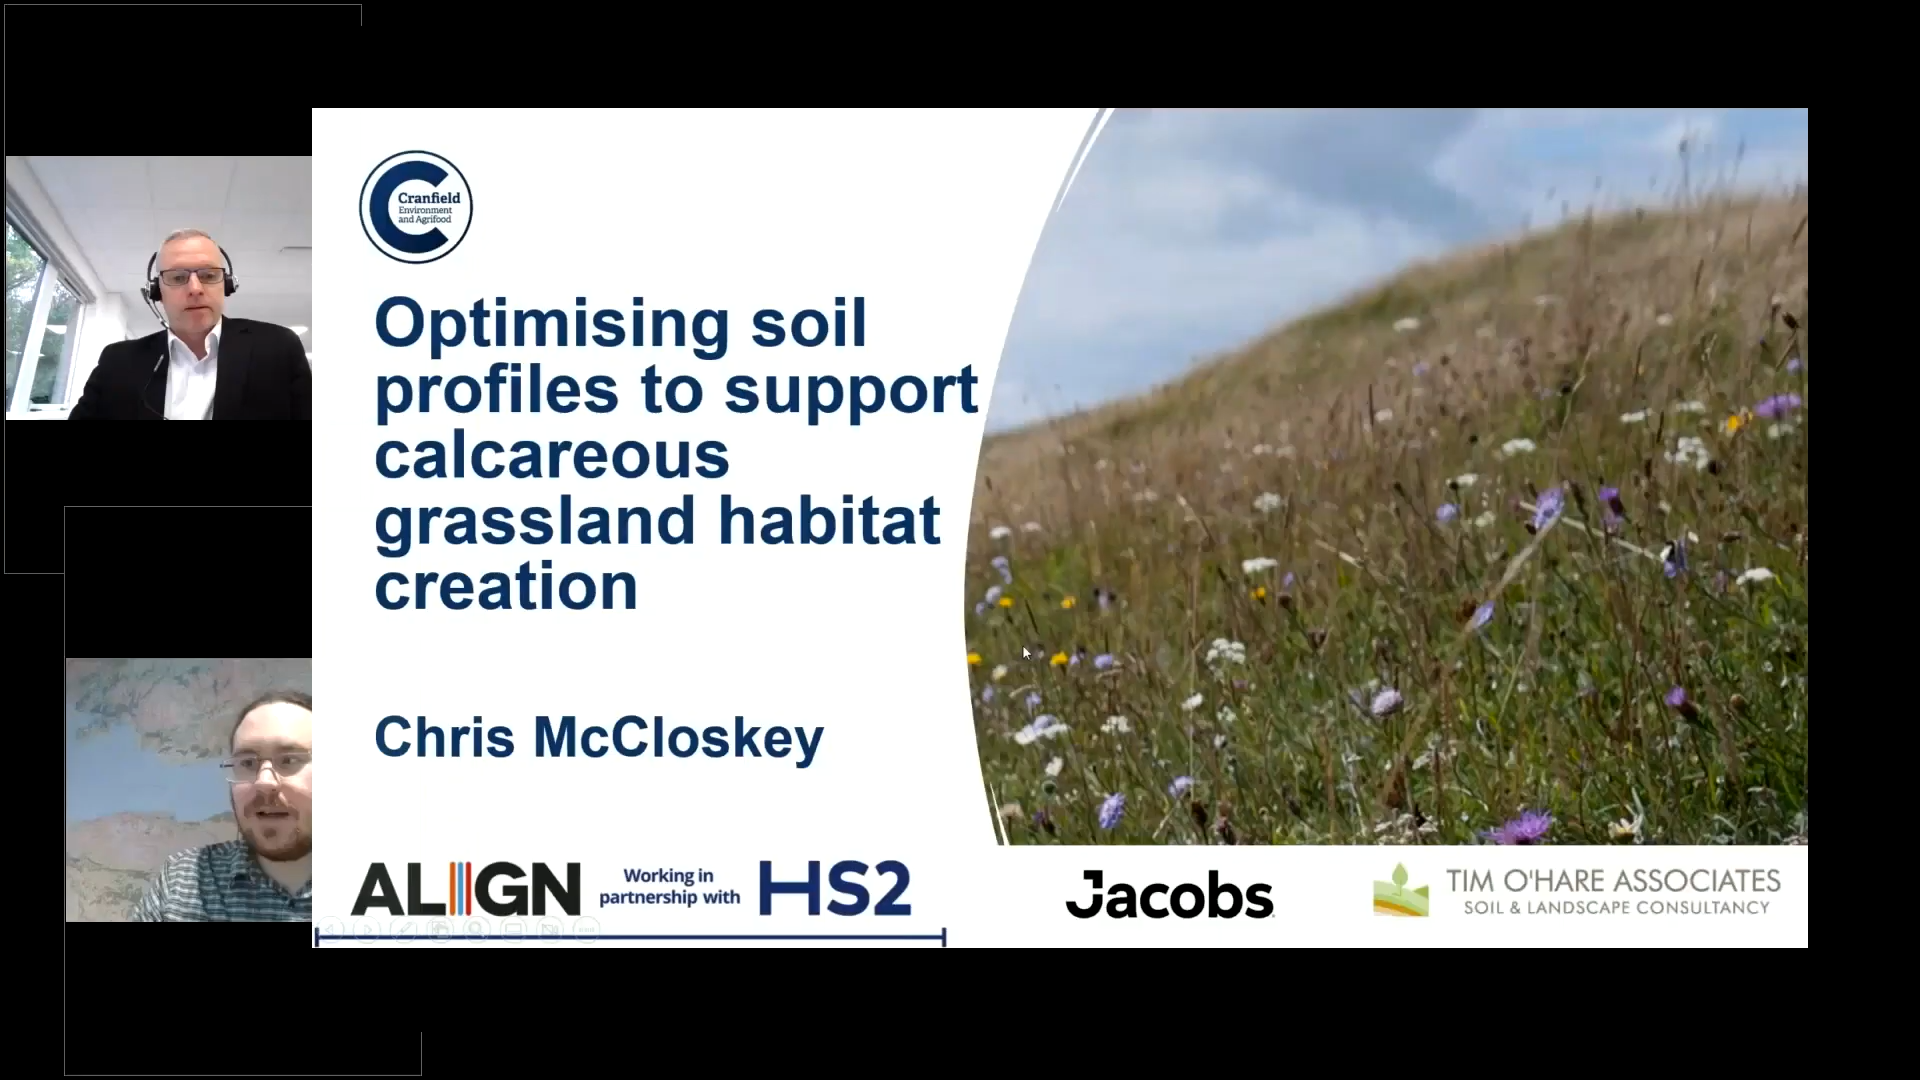 Cranfield
Environment
and Agrifood
Optimising soil
profiles to support
calcareous
grassland habitat
creation
Chris McCloskey
ALIGN
Working in
partnership with
HS2
Jacobs
TIM O'HARE ASSOCIATES
SOIL & LANDSCAPE CONSULTANCY